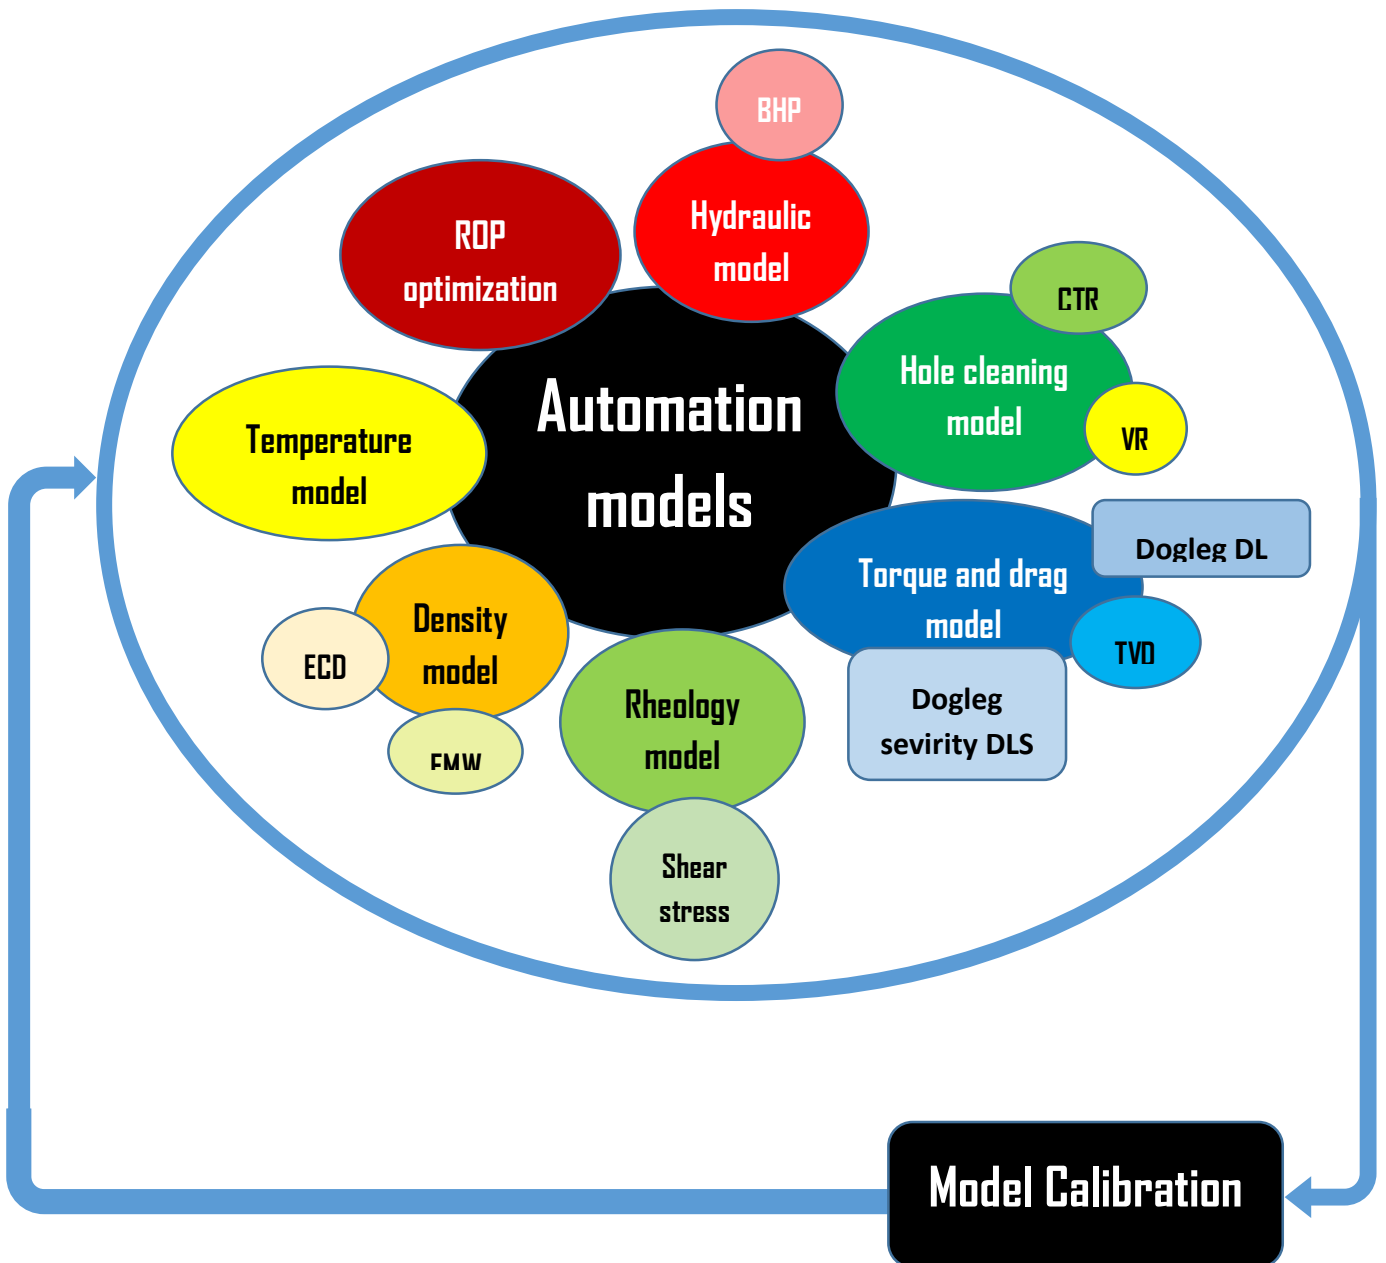 BHP
Hydraulic
model
ROP
optimization
CTR
Hole cleaning
model
VR
Automation
models
Temperature
model
Dogleg DL
Torque and drag
model
TVD
Dogleg
sevirity DLS
Density
model
ECD
EMW
Rheology
model
Shear
stress
Model Calibration